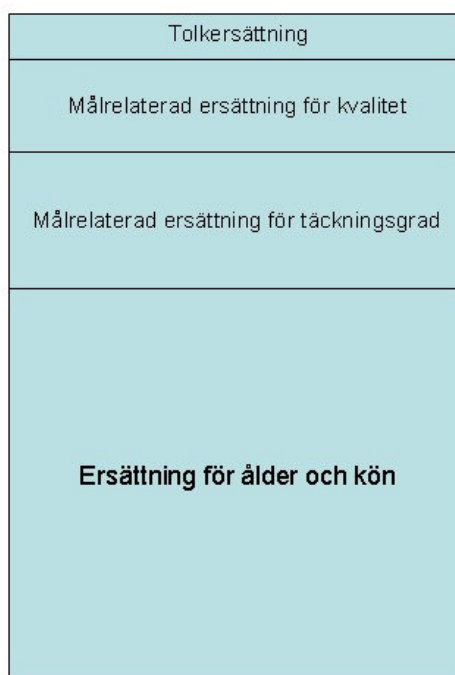 Tolkersättning
Målrelaterad ersättning för kvalitet
Målrelaterad ersättning för täckningsgrad
Ersättning för ålder och kön